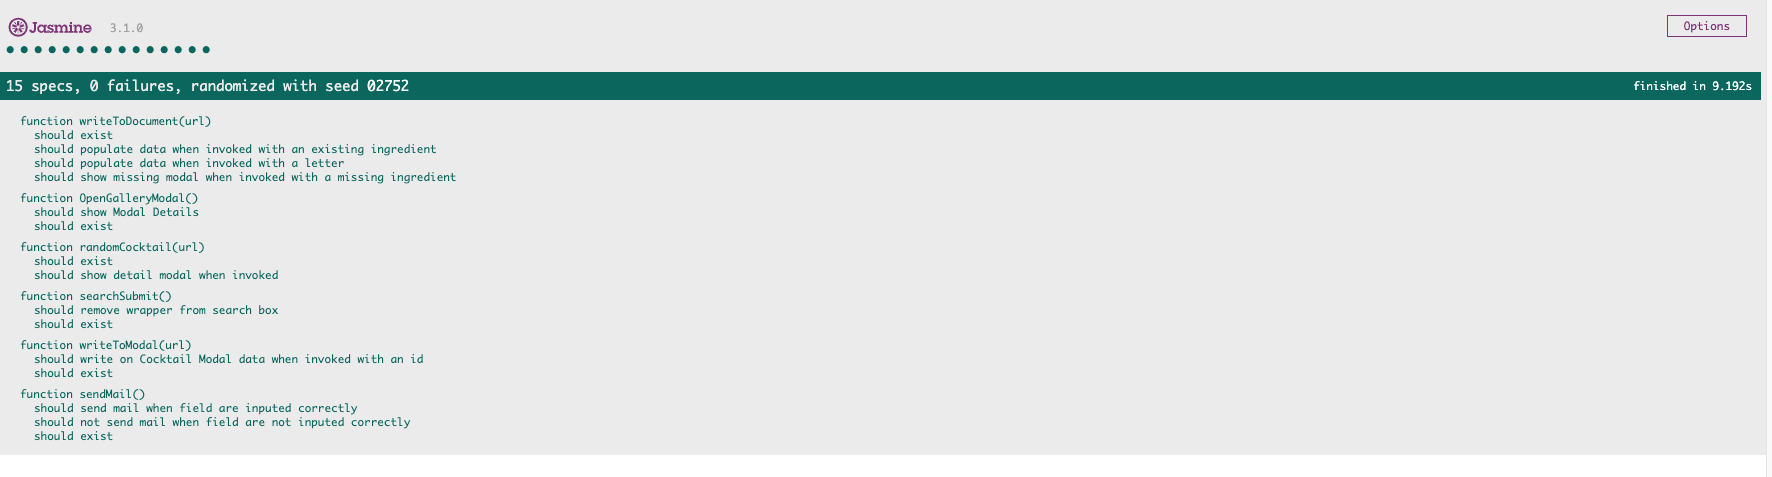 Jasmine 3.1.0 Options
15 specs, 0 failures, randomized with seed 02752 finished in 9.192s
function writeToDocument(url)
should exist
should populate data when invoked with an existing ingredient
should populate data when invoked with a letter
should show missing modal when invoked with a missing ingredient
function OpenGalleryModal()
should show Modal Details
should exist
function randomCocktail(url)
should exist
should show detail modal when invoked
function searchSubmit()
should remove wrapper from search box
should exist
function writeToModal(url)
should write on Cocktail Modal data when invoked with an id
should exist
function sendMail()
should send mail when field are inputed correctly
should not send mail when field are not inputed correctly
should exist